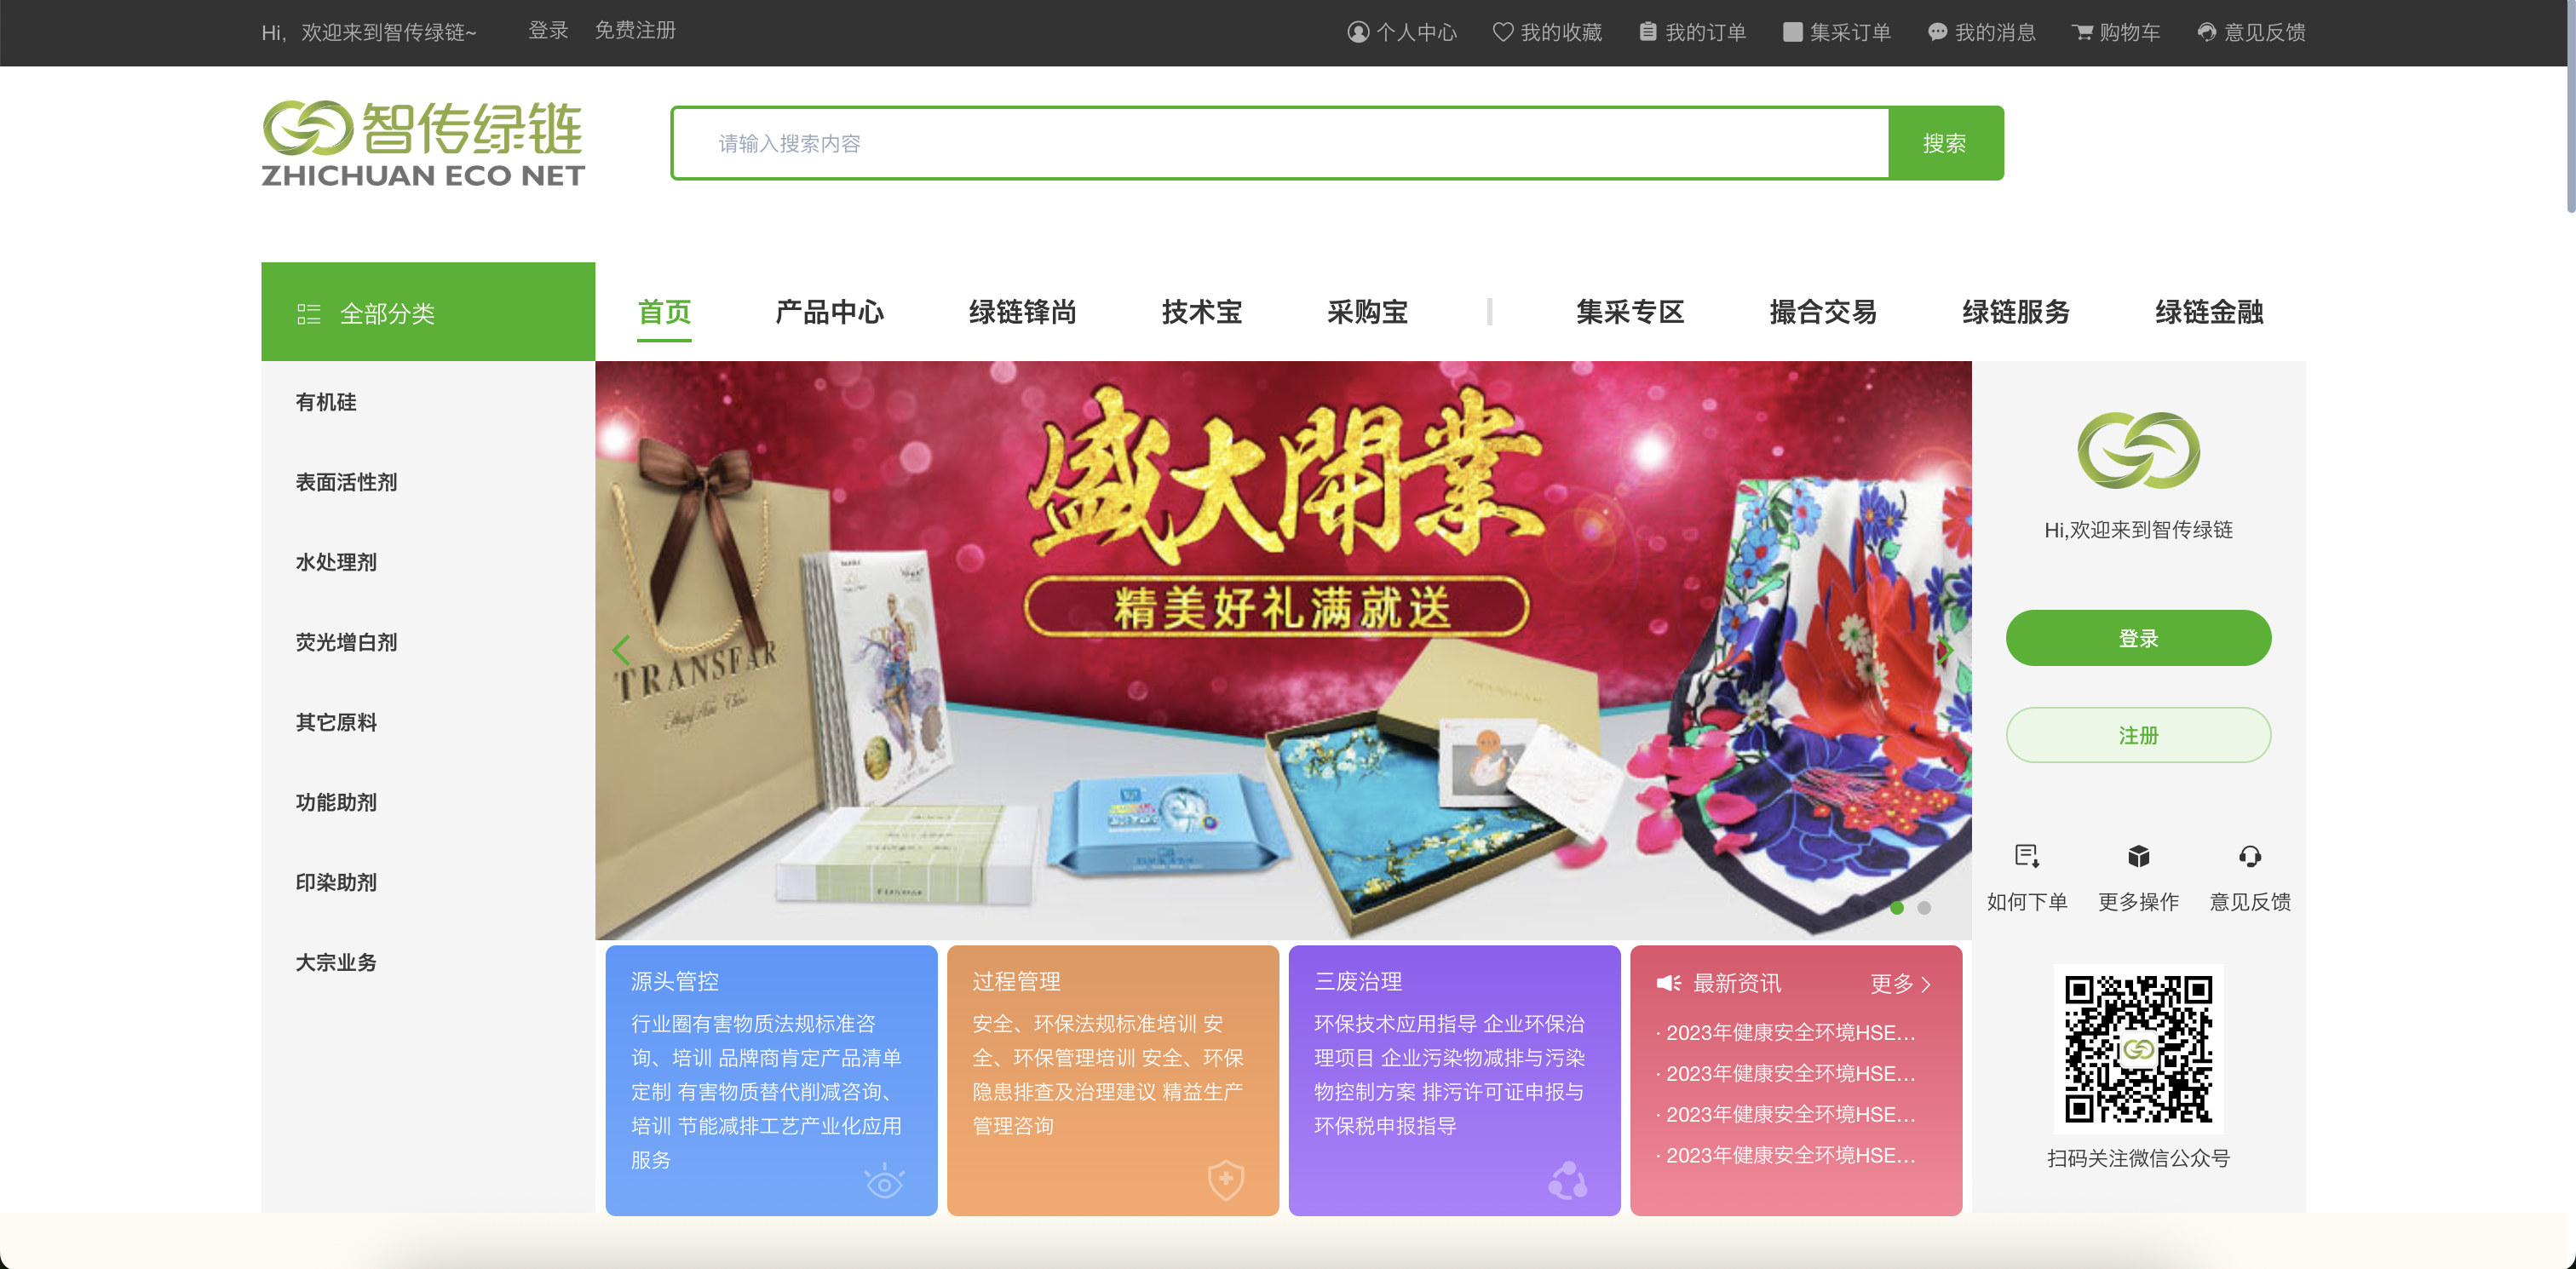 Hi，欢迎来到智传绿链~
登录
免费注册
个人中心
我的收藏
我的订单
集采订单
我的消息
购物车
意见反馈
智传绿链
ZHICHUAN ECO NET
请输入搜索内容
搜索
全部分类
首页
产品中心
绿链锋尚
技术宝
采购宝
集采专区
撮合交易
绿链服务
绿链金融
有机硅
表面活性剂
水处理剂
荧光增白剂
其它原料
功能助剂
印染助剂
大宗业务
盛大開業
精美好礼满就送
TRANSFAR
TRANSFAR
TRANSFAR
Hi,欢迎来到智传绿链
登录
注册
如何下单
更多操作
意见反馈
扫码关注微信公众号
源头管控
行业圈有害物质法规标准咨
询、培训 品牌商肯定产品清单
定制 有害物质替代削减咨询、
培训 节能减排工艺产业化应用
服务
过程管理
安全、环保法规标准培训 安
全、环保管理培训 安全、环保
隐患排查及治理建议 精益生产
管理咨询
三废治理
环保技术应用指导 企业环保治
理项目 企业污染物减排与污染
物控制方案 排污许可证申报与
环保税申报指导
最新资讯
更多
· 2023年健康安全环境HSE...
· 2023年健康安全环境HSE...
· 2023年健康安全环境HSE...
· 2023年健康安全环境HSE...